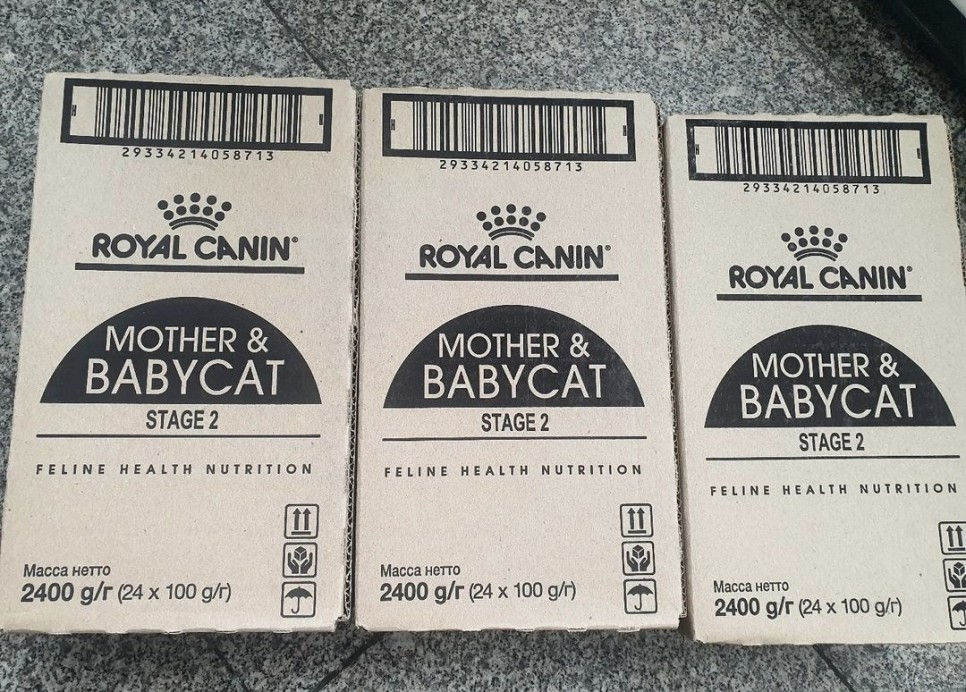 29334214058713
ROYAL CANIN®
MOTHER &
BABYCAT
STAGE 2
FELINE HEALTH NUTRITION
Масса нетто
2400 g/г (24 x 100 g/г)
29334214058713
ROYAL CANIN®
MOTHER &
BABYCAT
STAGE 2
FELINE HEALTH NUTRITION
Масса нетто
2400 g/г (24 x 100 g/г)
29334214058713
ROYAL CANIN®
MOTHER &
BABYCAT
STAGE 2
FELINE HEALTH NUTRITION
Масса нетто
2400 g/г (24 x 100 g/г)